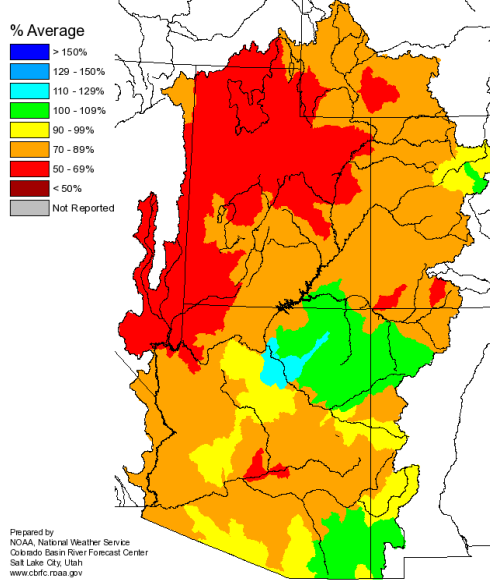 % Average
> 150%
129 - 150%
110 - 129%
100 - 109%
90 - 99%
70 - 89%
50 - 69%
< 50%
Not Reported
Prepared by
NOAA, National Weather Service
Colorado Basin River Forecast Center
Salt Lake City, Utah
www.cbrfc.noaa.gov